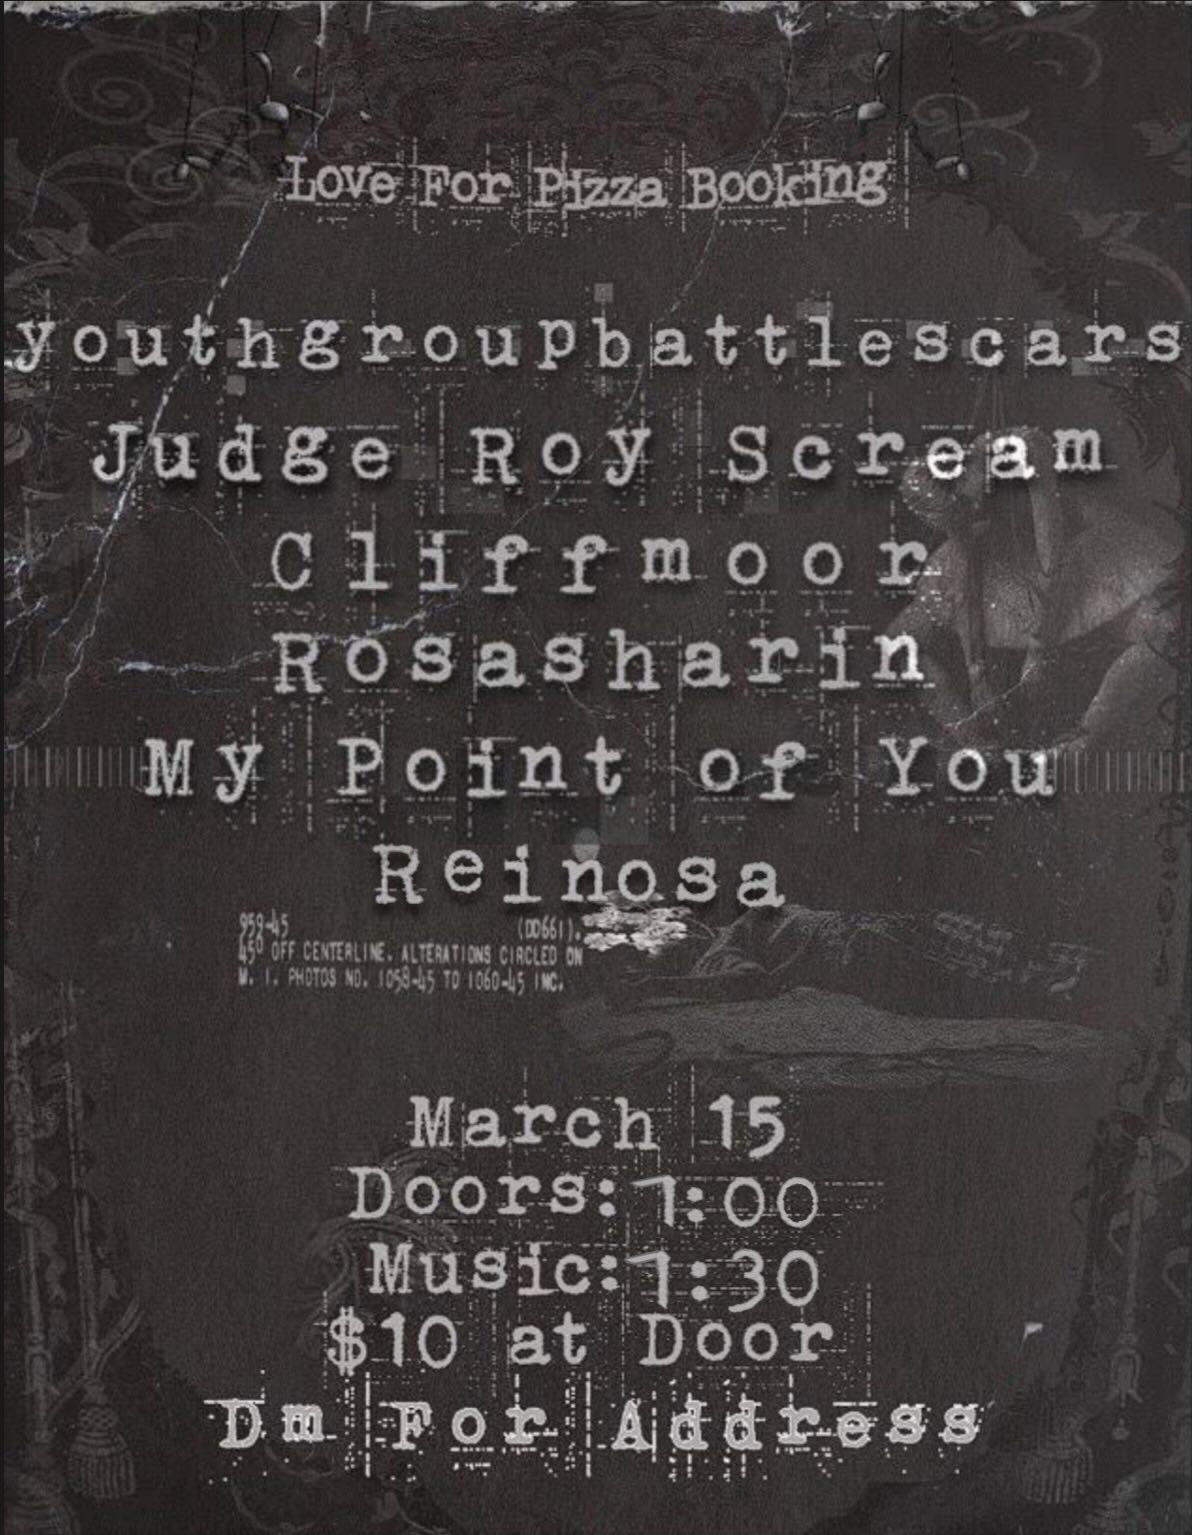 Love For Pizza Booking
youthgroupbattlescars
Judge Roy Scream
Cliffmoor
Rosasharin
My Point of You
Reinosa
959-45 (DD661).
45° OFF CENTERLINE. ALTERATIONS CIRCLED ON
M. I. PHOTOS NO. 1058-45 TO 1060-45 INC.
March 15
Doors:7:00
Music:7:30
$10 at Door
Dm For Address